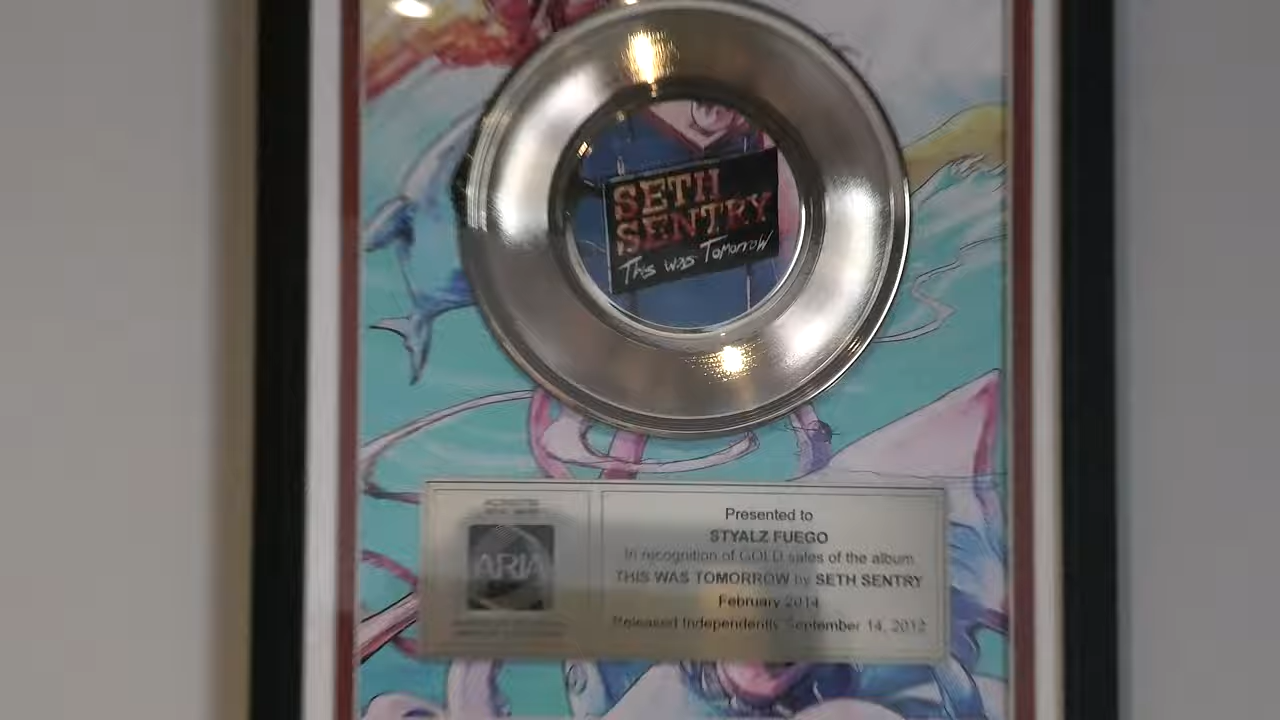 SETH
SENTRY
This was Tomorrow
ARIA
Presented to
STYALZ FUEGO
In recognition of GOLD sales of the album
THIS WAS TOMORROW by SETH SENTRY
February 2014
Released Independently September 14, 2012